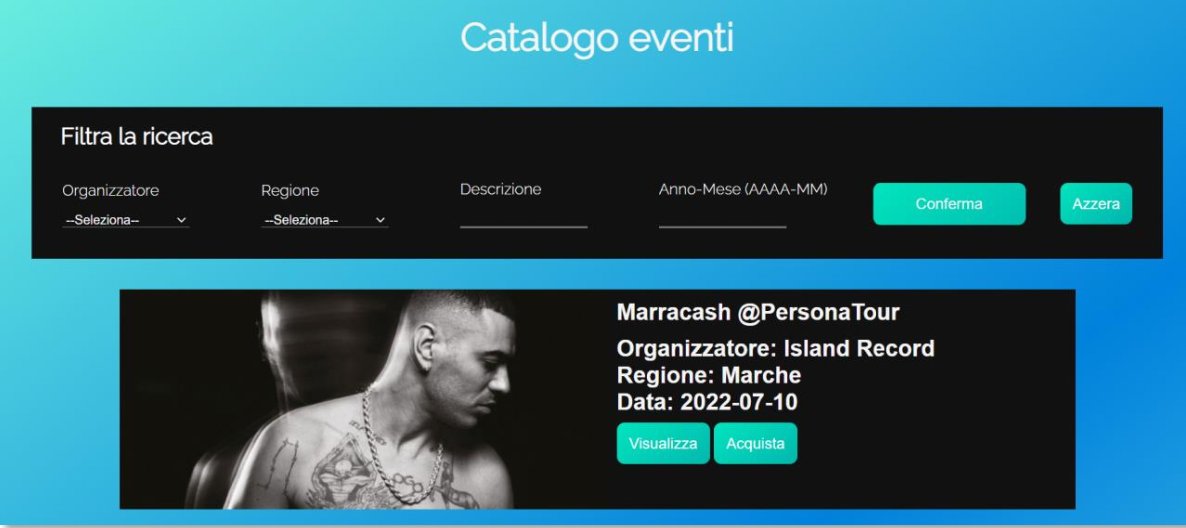 Catalogo eventi
Filtra la ricerca
Organizzatore
Regione
Descrizione
Anno-Mese (AAAA-MM)
--Seleziona--
--Seleziona--
Conferma
Azzera
Marracash @PersonaTour
Organizzatore: Island Record
Regione: Marche
Data: 2022-07-10
Visualizza
Acquista